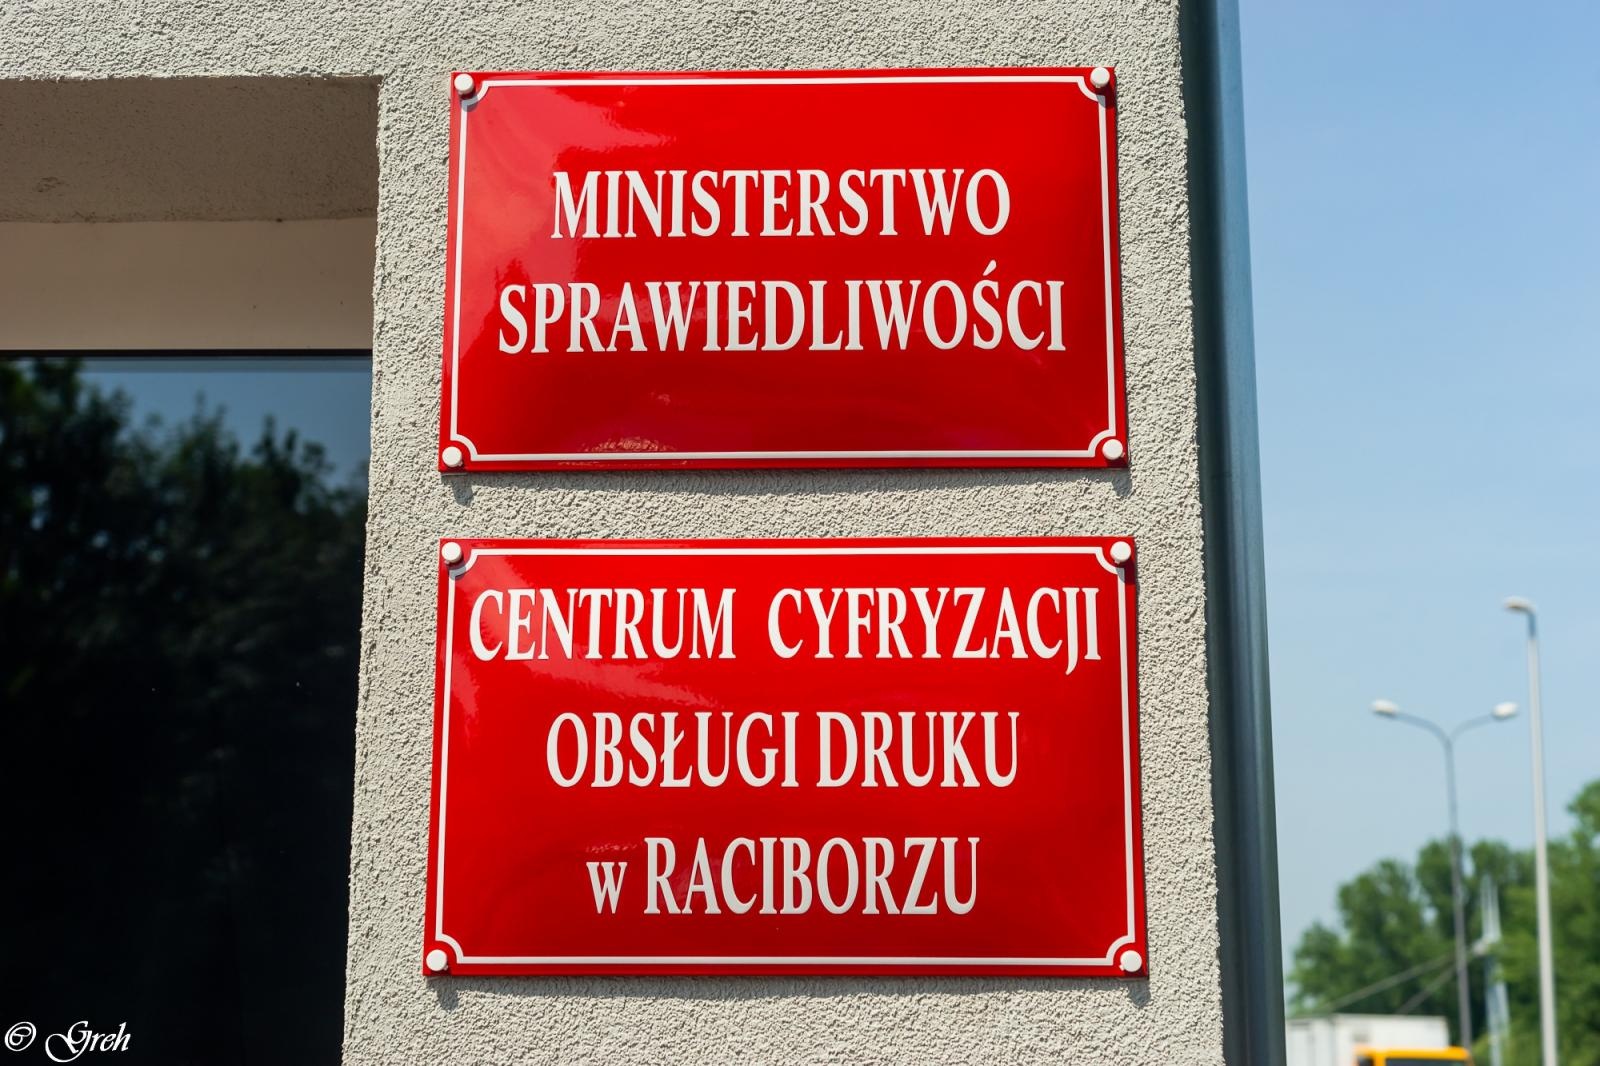 MINISTERSTWO
SPRAWIEDLIWOŚCI
CENTRUM CYFRYZACJI
OBSŁUGI DRUKU
w RACIBORZU
© Greh